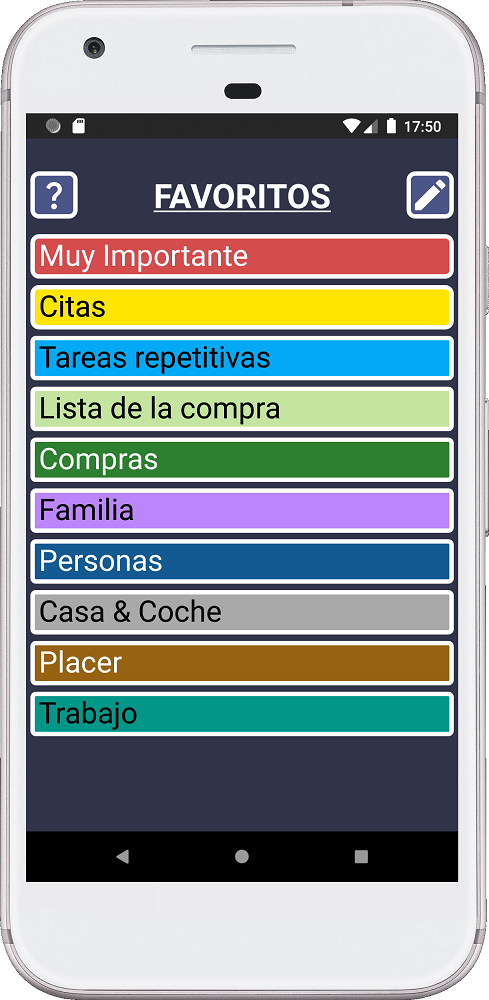 17:50
?
FAVORITOS
Muy Importante
Citas
Tareas repetitivas
Lista de la compra
Compras
Familia
Personas
Casa & Coche
Placer
Trabajo